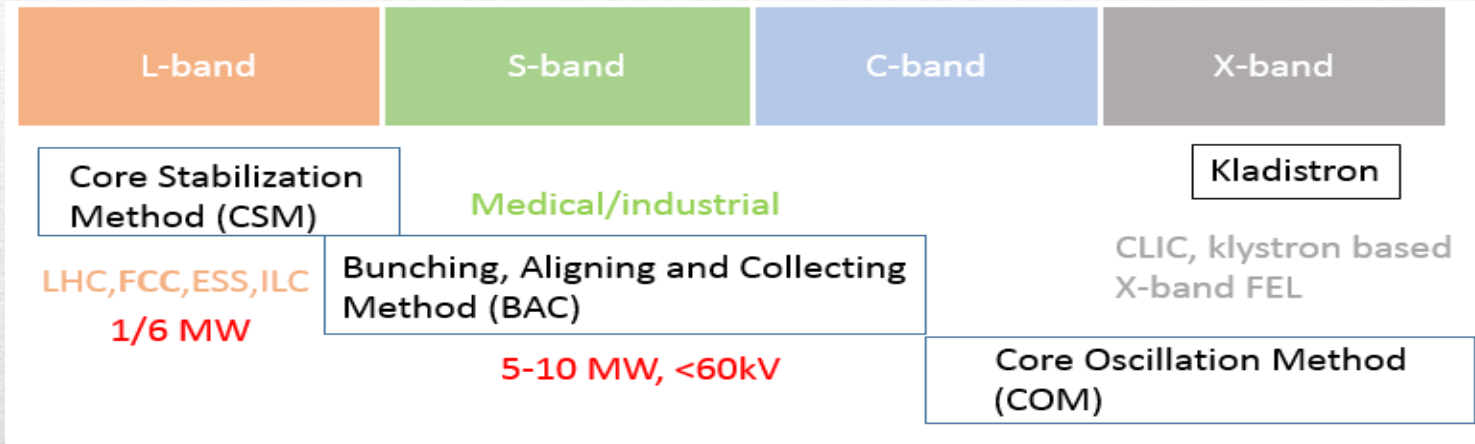 L-band
S-band
C-band
X-band
Core Stabilization
Method (CSM)
LHC,FCC,ESS,ILC
1/6 MW
Medical/industrial
Bunching, Aligning and Collecting
Method (BAC)
5-10 MW, <60kV
Kladistron
CLIC, klystron based
X-band FEL
Core Oscillation Method
(COM)